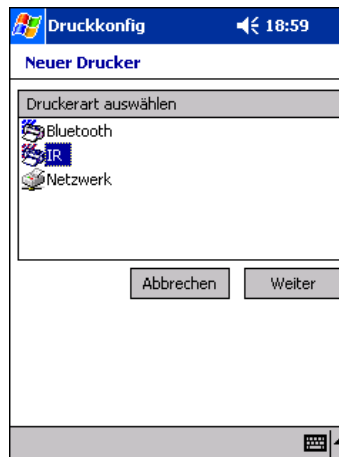 Druckkonfig 18:59
Neuer Drucker
Druckerart auswählen
Bluetooth
IR
Netzwerk
Abbrechen Weiter